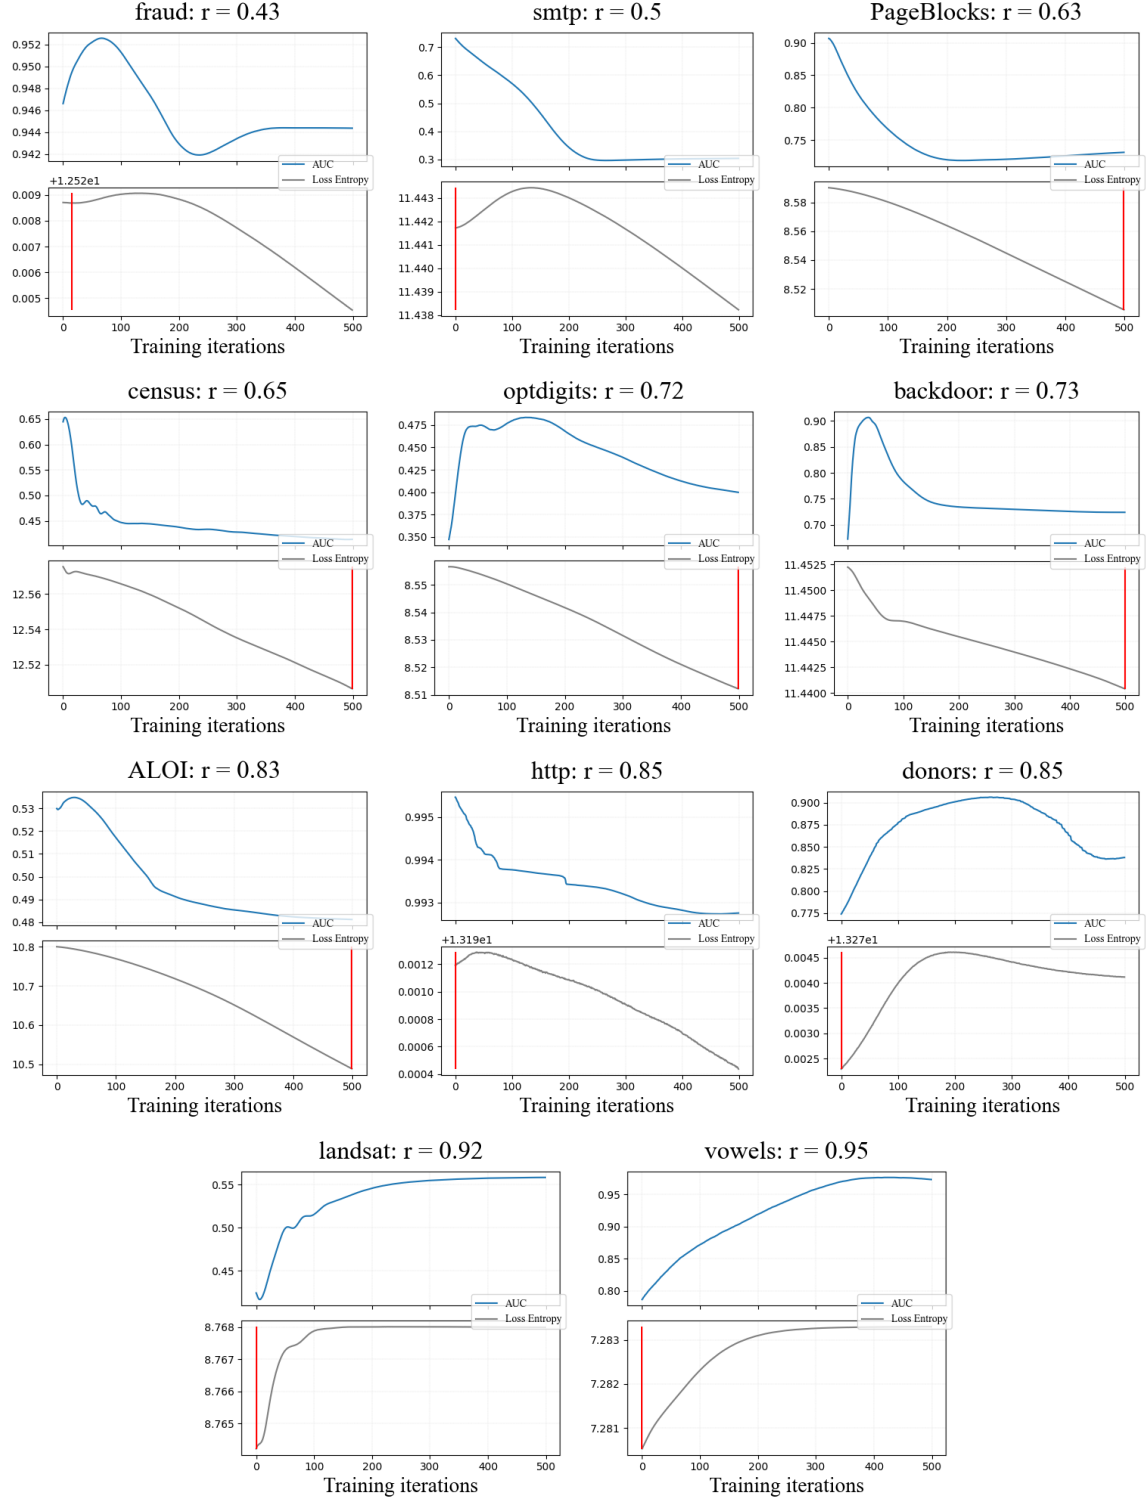 fraud: r = 0.43
0.952
0.950
0.948
0.946
0.944
0.942
AUC
Loss Entropy
+1.252e1
0.009
0.008
0.007
0.006
0.005
0 100 200 300 400 500
Training iterations
smtp: r = 0.5
0.7
0.6
0.5
0.4
0.3
AUC
Loss Entropy
11.443
11.442
11.441
11.440
11.439
11.438
0 100 200 300 400 500
Training iterations
PageBlocks: r = 0.63
0.90
0.85
0.80
0.75
AUC
Loss Entropy
8.58
8.56
8.54
8.52
0 100 200 300 400 500
Training iterations
census: r = 0.65
0.65
0.60
0.55
0.50
0.45
AUC
Loss Entropy
12.56
12.54
12.52
0 100 200 300 400 500
Training iterations
optdigits: r = 0.72
0.475
0.450
0.425
0.400
0.375
0.350
AUC
Loss Entropy
8.55
8.54
8.53
8.52
8.51
0 100 200 300 400 500
Training iterations
backdoor: r = 0.73
0.90
0.85
0.80
0.75
0.70
AUC
Loss Entropy
11.4525
11.4500
11.4475
11.4450
11.4425
11.4400
0 100 200 300 400 500
Training iterations
ALOI: r = 0.83
0.53
0.52
0.51
0.50
0.49
0.48
AUC
Loss Entropy
10.8
10.7
10.6
10.5
0 100 200 300 400 500
Training iterations
http: r = 0.85
0.995
0.994
0.993
AUC
Loss Entropy
+1.319e1
0.0012
0.0010
0.0008
0.0006
0.0004
0 100 200 300 400 500
Training iterations
donors: r = 0.85
0.900
0.875
0.850
0.825
0.800
0.775
AUC
Loss Entropy
+1.327e1
0.0045
0.0040
0.0035
0.0030
0.0025
0 100 200 300 400 500
Training iterations
landsat: r = 0.92
0.55
0.50
0.45
AUC
Loss Entropy
8.768
8.767
8.766
8.765
0 100 200 300 400 500
Training iterations
vowels: r = 0.95
0.95
0.90
0.85
0.80
AUC
Loss Entropy
7.283
7.282
7.281
0 100 200 300 400 500
Training iterations